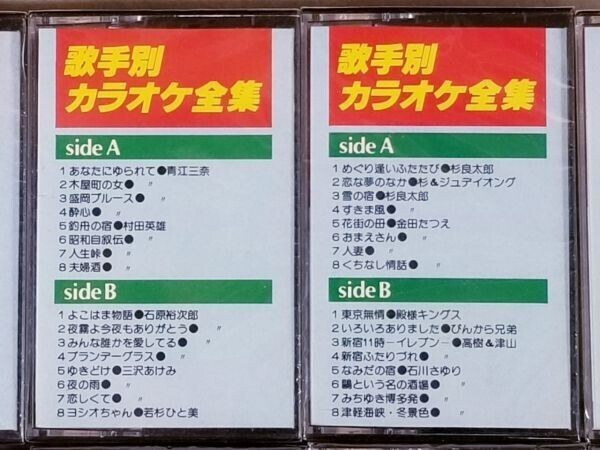 歌手別
カラオケ全集
side A
1 あなたにゆられて●青江三奈
2 木屋町の女● 〃
3 盛岡ブルース● 〃
4 酔心● 〃
5 釣舟の宿●村田英雄
6 昭和自叙伝● 〃
7 人生峠● 〃
8 夫婦酒● 〃
side B
1 よこはま物語●石原裕次郎
2 夜霧よ今夜もありがとう● 〃
3 みんな誰かを愛してる● 〃
4 ブランデーグラス● 〃
5 ゆきどけ●三沢あけみ
6 夜の雨● 〃
7 恋しくて● 〃
8 ヨシオちゃん●若杉ひと美
歌手別
カラオケ全集
side A
1 めぐり逢いふたたび●杉良太郎
2 恋な夢のなか●杉&ジュディオング
3 雪の宿●杉良太郎
4 すきま風● 〃
5 花街の母●金田たつえ
6 おまえさん● 〃
7 人妻● 〃
8 くちなし情話● 〃
side B
1 東京無情●殿様キングス
2 いろいろありました●ぴんから兄弟
3 新宿11時ーイレブンー●高樹&津山
4 新宿ふたりづれ● 〃
5 なみだの宿●石川さゆり
6 鷗という名の酒場● 〃
7 みちゆき博多発● 〃
8 津軽海峡・冬景色● 〃